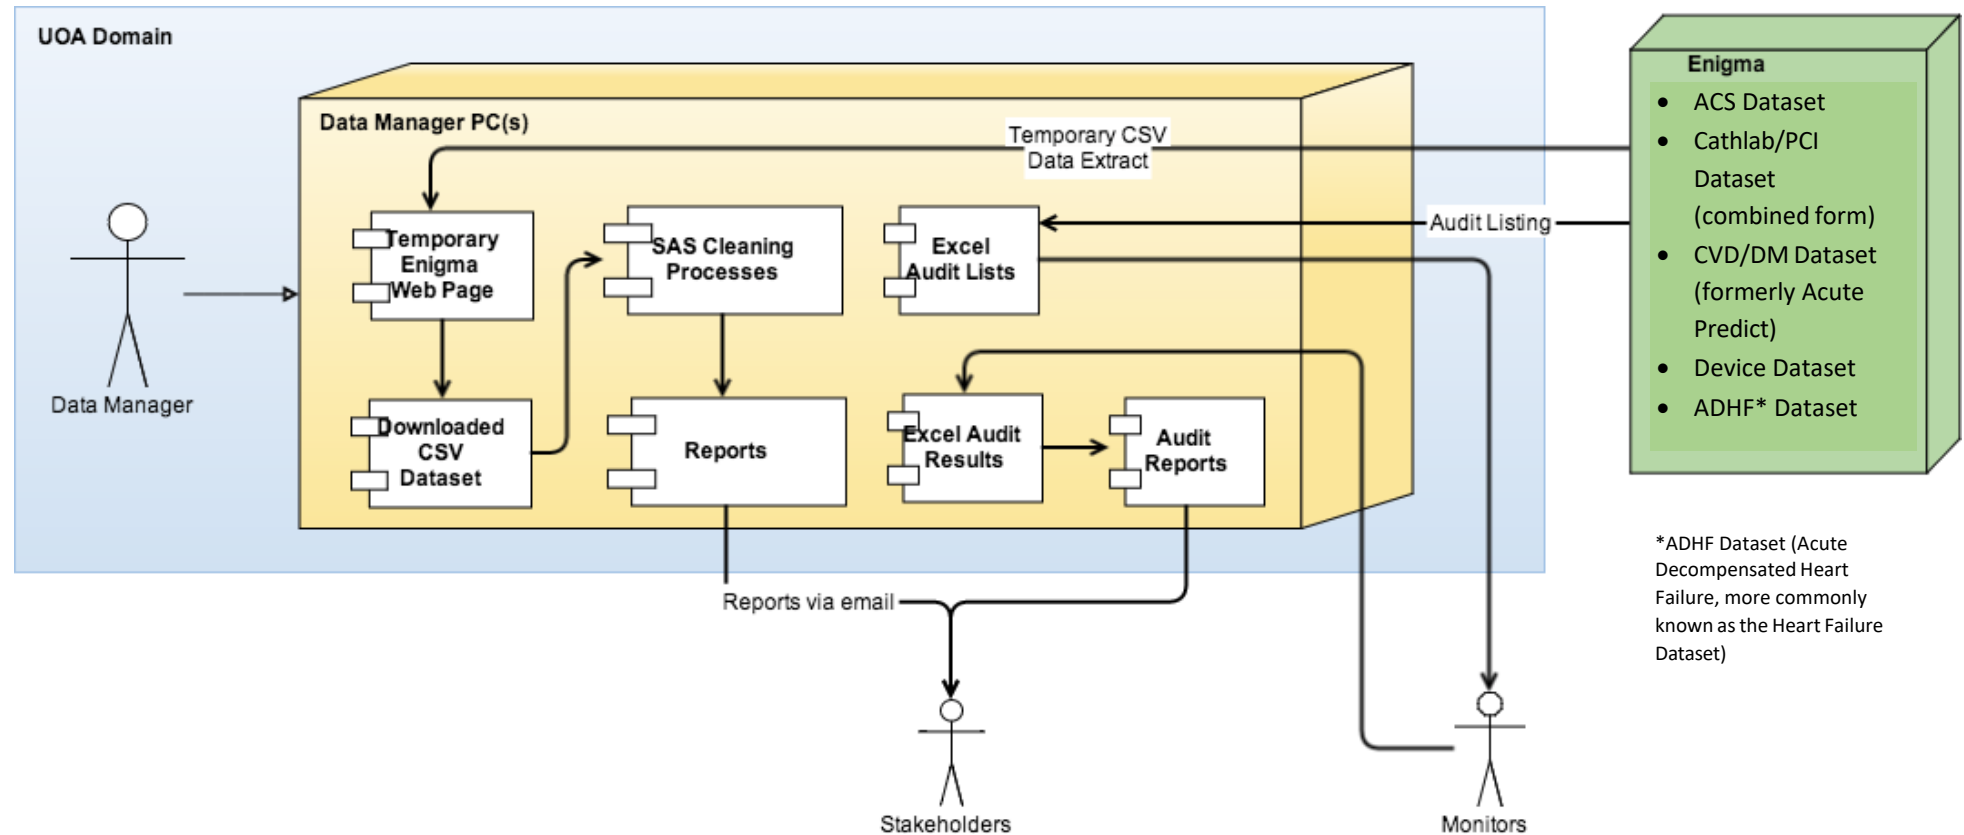 UOA Domain
Data Manager PC(s)
Temporary CSV
Data Extract
Audit Listing
Temporary
Enigma
Web Page
SAS Cleaning
Processes
Excel
Audit Lists
Downloaded
CSV
Dataset
Reports
Excel Audit
Results
Audit
Reports
Data Manager
Reports via email
Stakeholders
Monitors
Enigma
• ACS Dataset
• Cathlab/PCI
Dataset
(combined form)
• CVD/DM Dataset
(formerly Acute
Predict)
• Device Dataset
• ADHF* Dataset
*ADHF Dataset (Acute
Decompensated Heart
Failure, more commonly
known as the Heart Failure
Dataset)